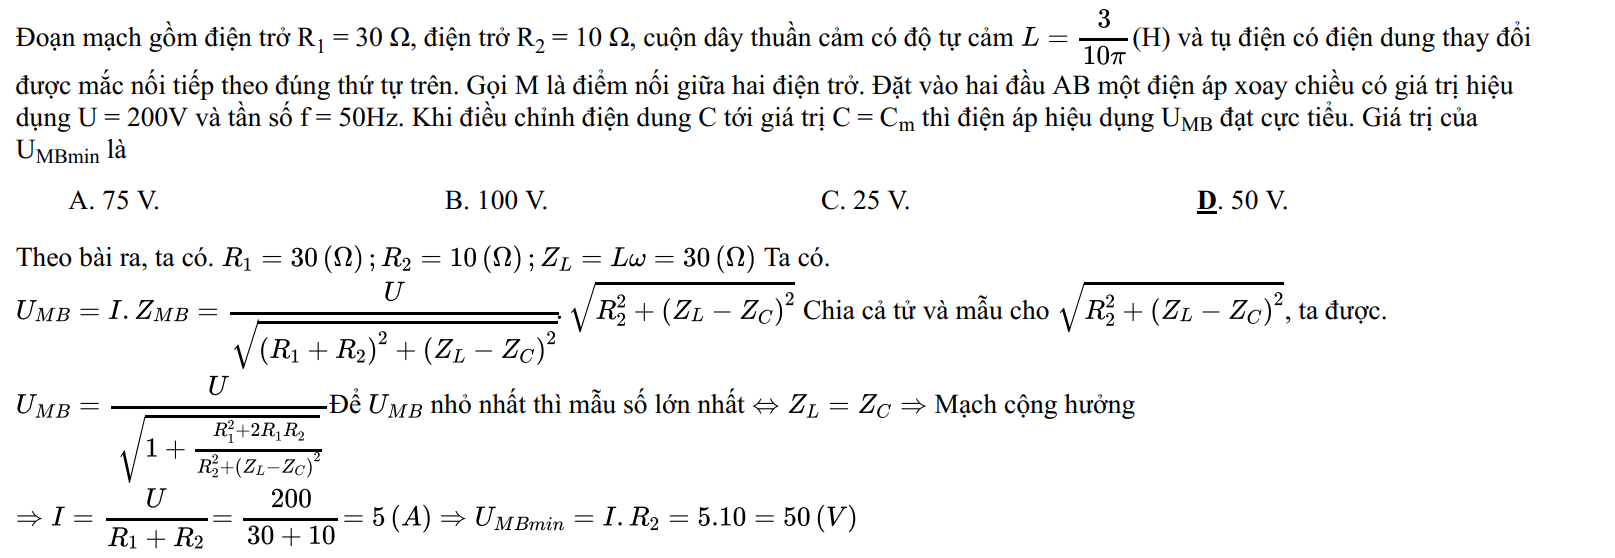 Đoạn mạch gồm điện trở R₁ = 30 Ω, điện trở R₂ = 10 Ω, cuộn dây thuần cảm có độ tự cảm $L = \frac{3}{10\pi}$(H) và tụ điện có điện dung thay đổi
được mắc nối tiếp theo đúng thứ tự trên. Gọi M là điểm nối giữa hai điện trở. Đặt vào hai đầu AB một điện áp xoay chiều có giá trị hiệu
dụng U = 200V và tần số f = 50Hz. Khi điều chỉnh điện dung C tới giá trị C = Cₘ thì điện áp hiệu dụng $U_{MB}$ đạt cực tiểu. Giá trị của
$U_{MBmin}$ là
A. 75 V. B. 100 V. C. 25 V. D. 50 V.
Theo bài ra, ta có. $R_1 = 30\,(\Omega)\,; R_2 = 10\,(\Omega)\,; Z_L = L\omega = 30\,(\Omega)$ Ta có.
$U_{MB} = I.Z_{MB} = \frac{U}{\sqrt{(R_1 + R_2)^2 + (Z_L - Z_C)^2}}.\sqrt{R_2^2 + (Z_L - Z_C)^2}$ Chia cả tử và mẫu cho $\sqrt{R_2^2 + (Z_L - Z_C)^2}$, ta được.
$U_{MB} = \frac{U}{\sqrt{1 + \frac{R_1^2 + 2R_1R_2}{R_2^2 + (Z_L - Z_C)^2}}}$ Để $U_{MB}$ nhỏ nhất thì mẫu số lớn nhất $\Leftrightarrow Z_L = Z_C \Rightarrow$ Mạch cộng hưởng
$\Rightarrow I = \frac{U}{R_1 + R_2} = \frac{200}{30 + 10} = 5\,(A) \Rightarrow U_{MBmin} = I.R_2 = 5.10 = 50\,(V)$